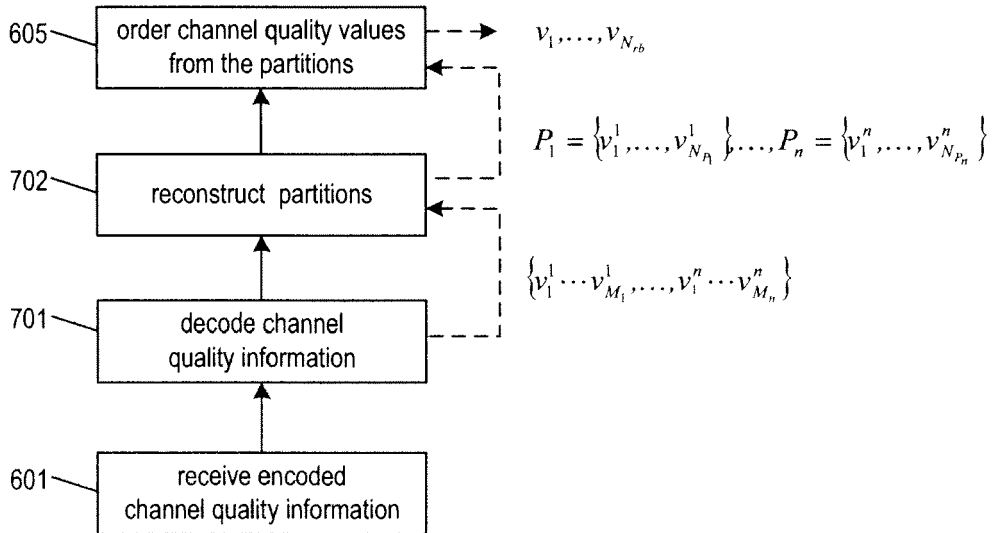 605
order channel quality values
from the partitions
v_1,...,v_{N_{rb}}
P_1 = {v_1^1,...,v_{N_{P_1}}^1},...,P_n = {v_1^n,...,v_{N_{P_n}}^n}
702
reconstruct partitions
{v_1^1⋯v_{M_1}^1,...,v_1^n⋯v_{M_n}^n}
701
decode channel
quality information
601
receive encoded
channel quality information